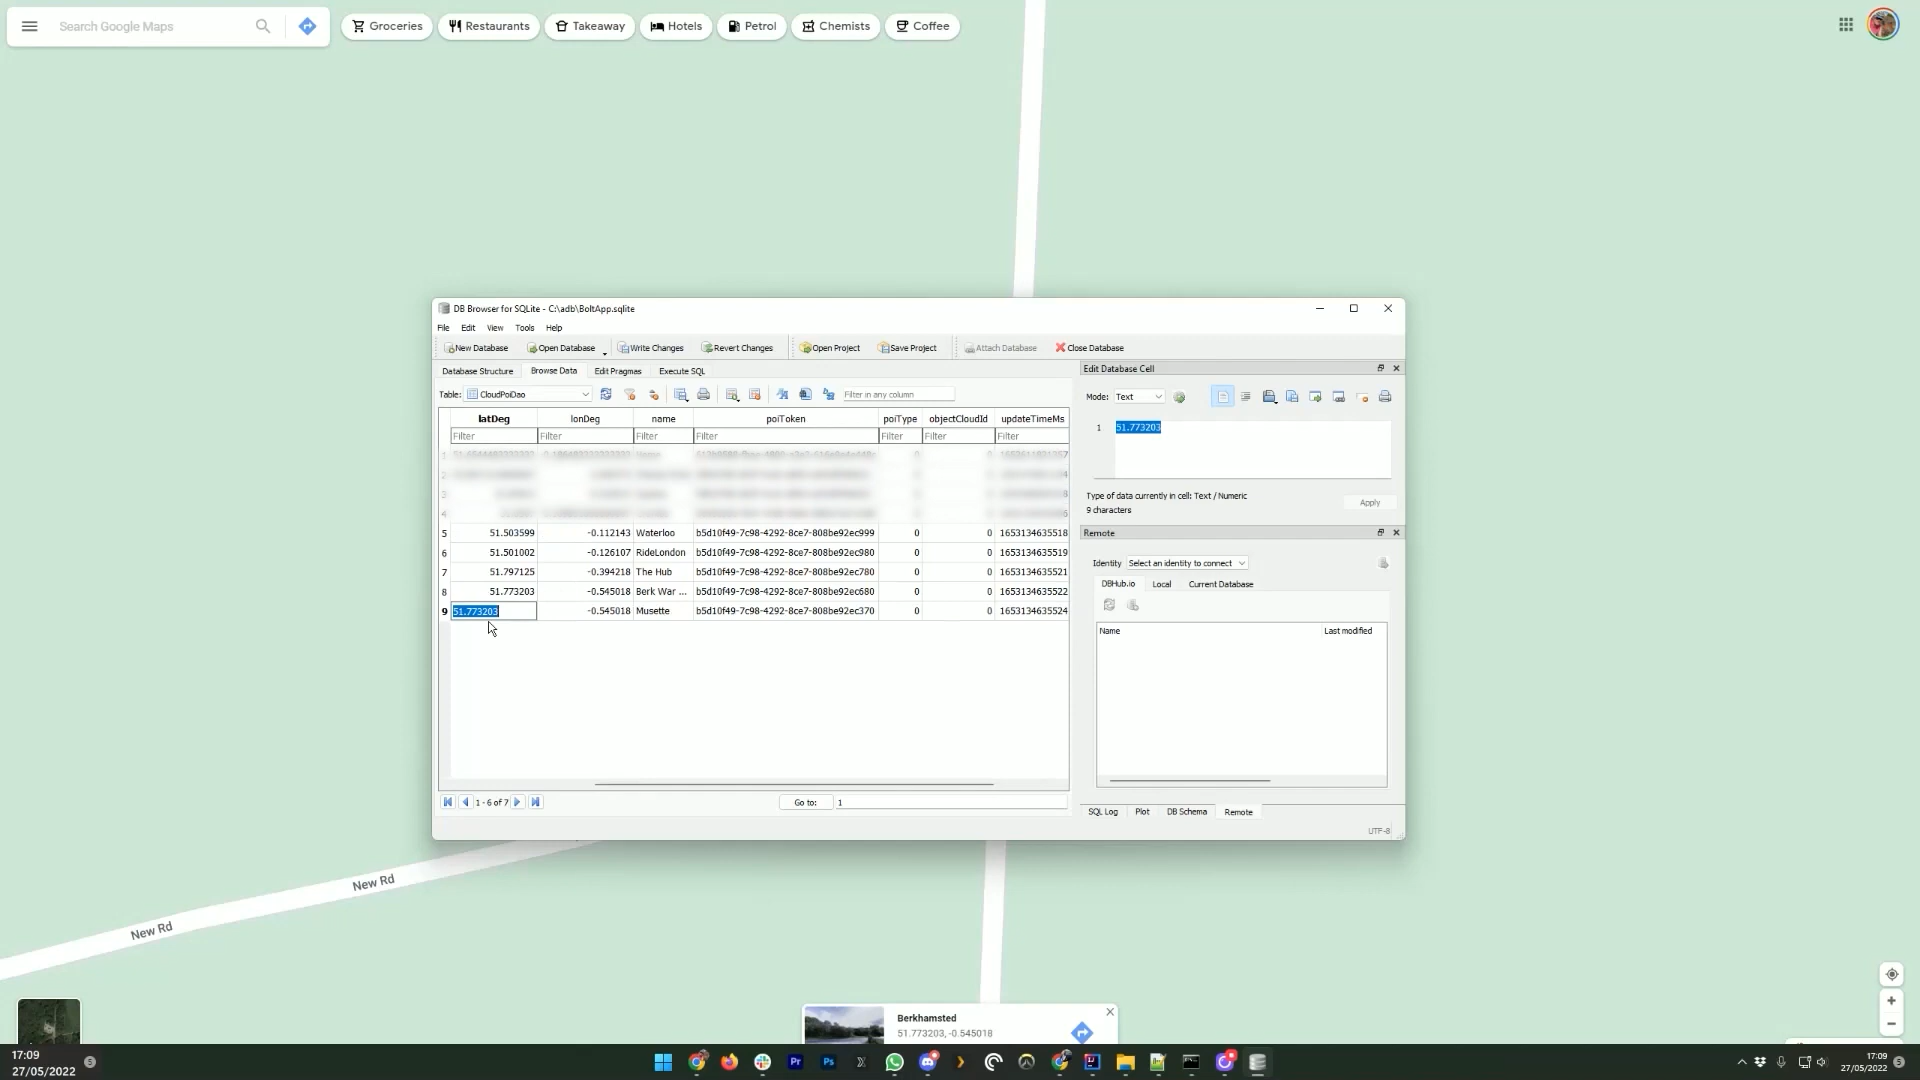 Search Google Maps
Groceries
Restaurants
Takeaway
Hotels
Petrol
Chemists
Coffee
DB Browser for SQLite - C:\adb\BoltApp.sqlite
File Edit View Tools Help
New Database Open Database Write Changes Revert Changes Open Project Save Project Attach Database Close Database
Database Structure Browse Data Edit Pragmas Execute SQL
Table: CloudPoiDao Filter in any column
latDeg lonDeg name poiToken poiType objectCloudId updateTimeMs
Filter Filter Filter Filter Filter Filter Filter
5 51.503599 -0.112143 Waterloo b5d10f49-7c98-4292-8ce7-808be92ec999 0 0 1653134635518
6 51.501002 -0.126107 RideLondon b5d10f49-7c98-4292-8ce7-808be92ec980 0 0 1653134635519
7 51.797125 -0.394218 The Hub b5d10f49-7c98-4292-8ce7-808be92ec780 0 0 1653134635521
8 51.773203 -0.545018 Berk War ... b5d10f49-7c98-4292-8ce7-808be92ec680 0 0 1653134635522
9 51.773203 -0.545018 Musette b5d10f49-7c98-4292-8ce7-808be92ec370 0 0 1653134635524
1 - 6 of 7 Go to: 1
Edit Database Cell
Mode: Text
1 51.773203
Type of data currently in cell: Text / Numeric
9 characters
Apply
Remote
Identity Select an identity to connect
DBHub.io Local Current Database
Name Last modified
SQL Log Plot DB Schema Remote
UTF-8
New Rd
New Rd
Berkhamsted
51.773203, -0.545018
17:09
27/05/2022
5
17:09
27/05/2022
5